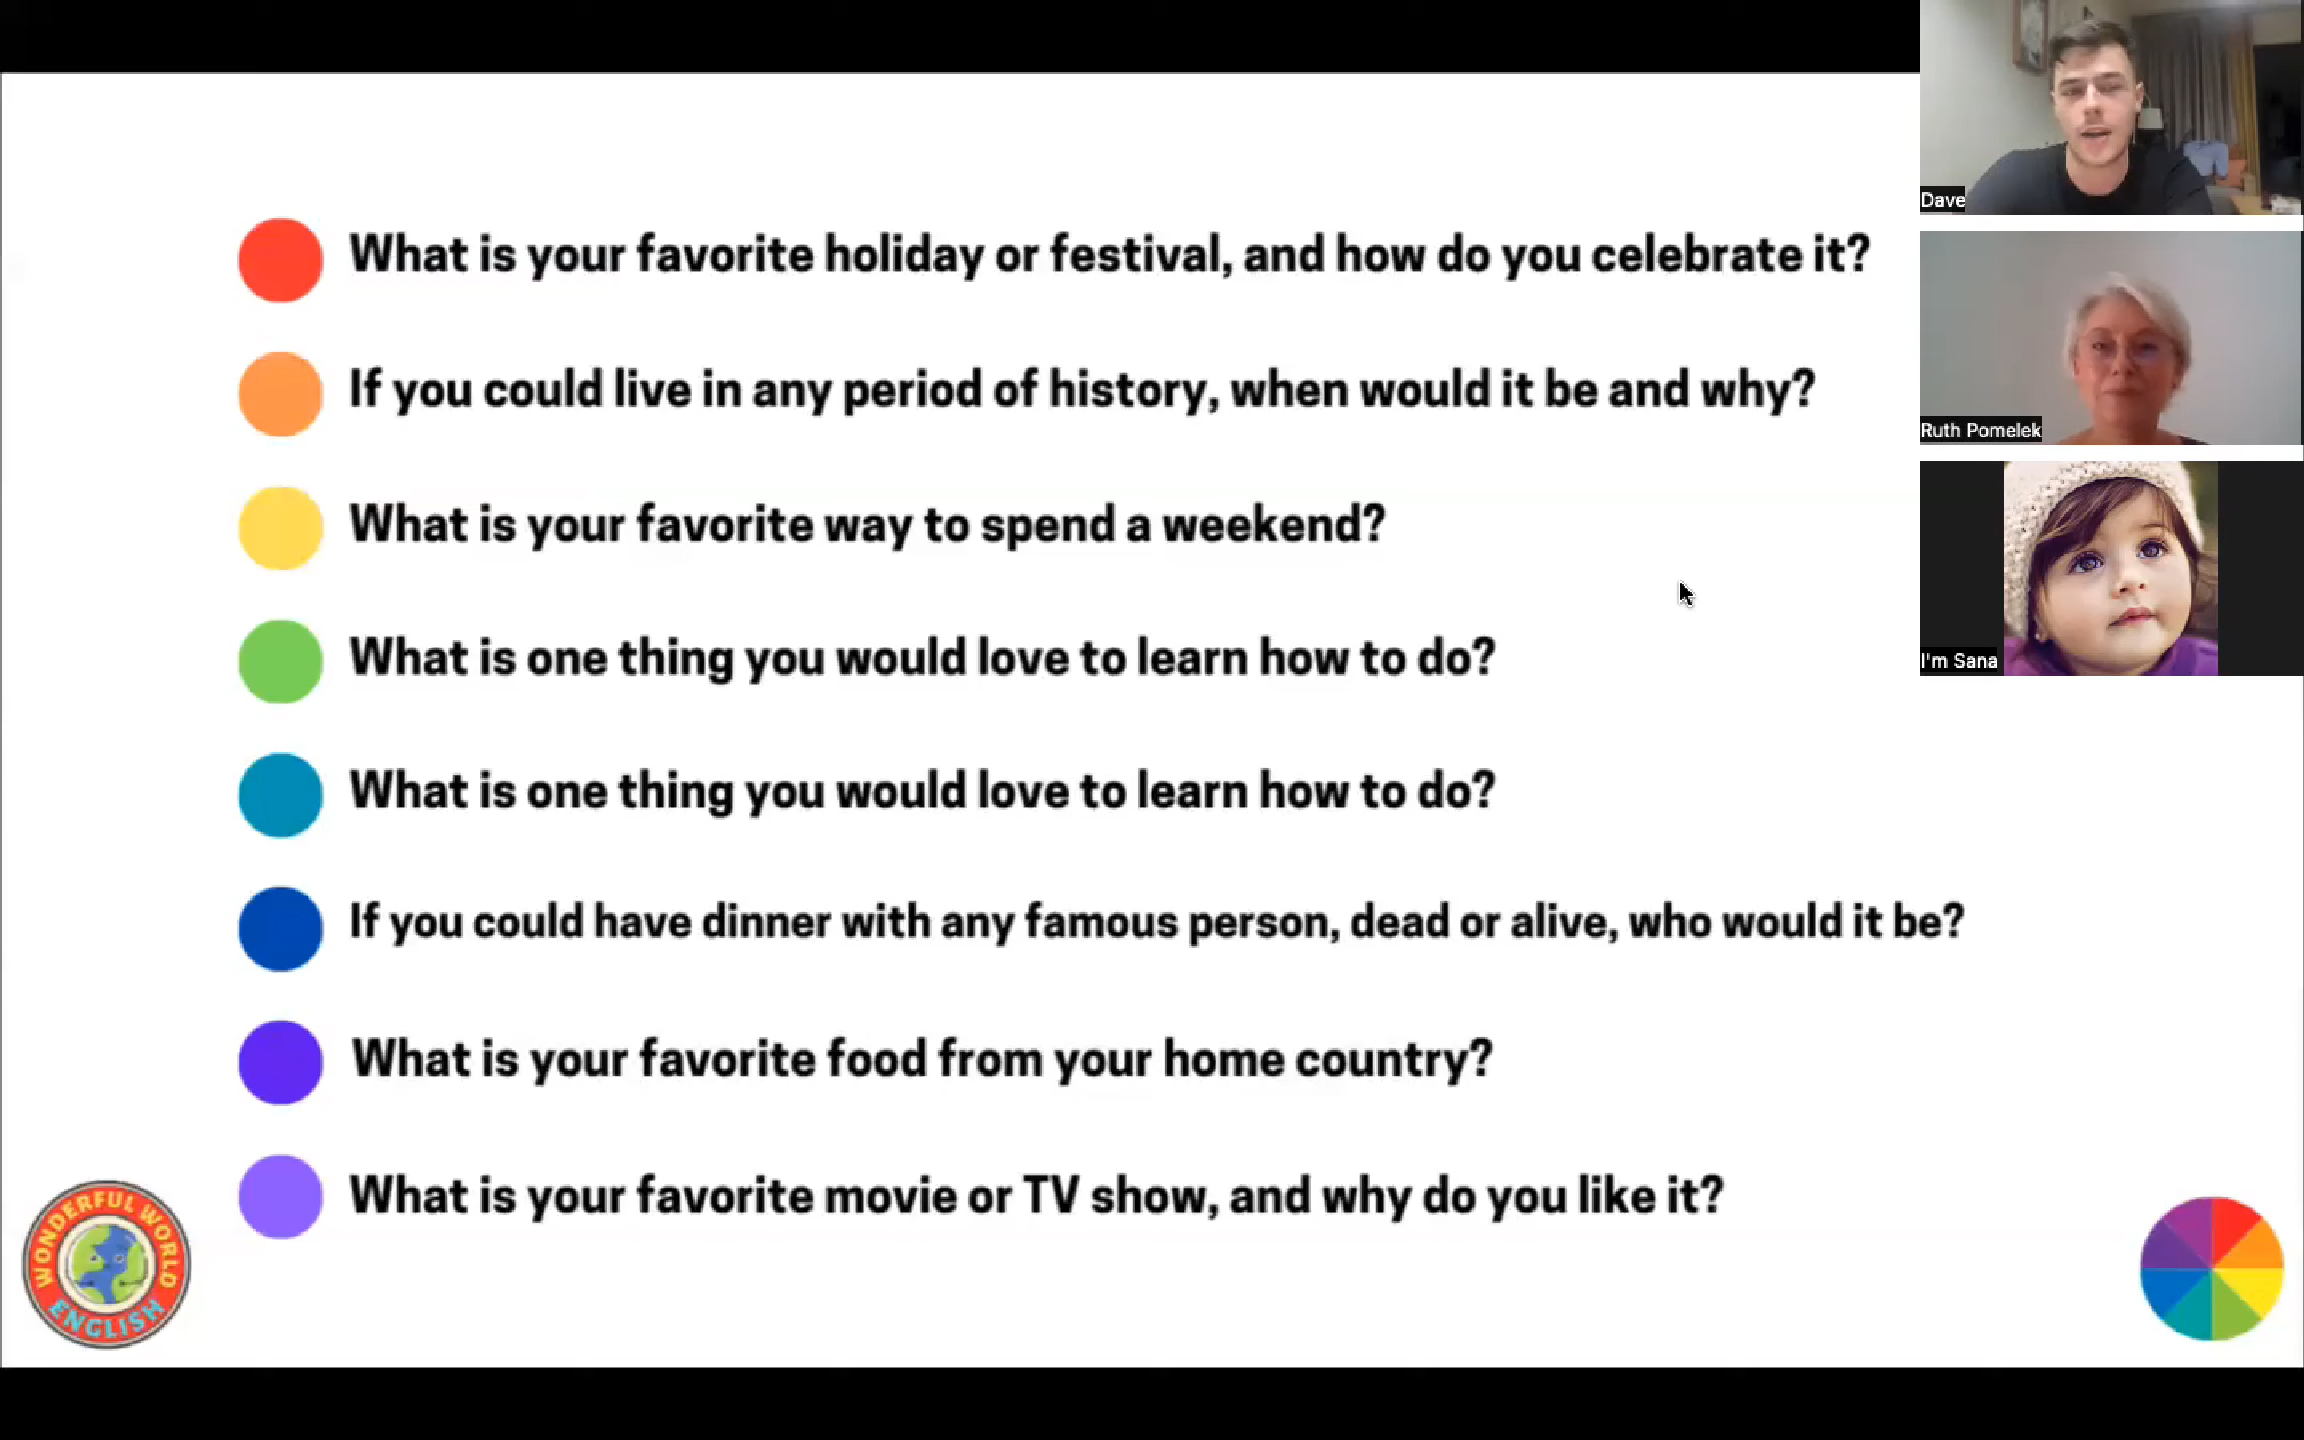 What is your favorite holiday or festival, and how do you celebrate it?
If you could live in any period of history, when would it be and why?
What is your favorite way to spend a weekend?
What is one thing you would love to learn how to do?
What is one thing you would love to learn how to do?
If you could have dinner with any famous person, dead or alive, who would it be?
What is your favorite food from your home country?
What is your favorite movie or TV show, and why do you like it?
WONDERFUL WORLD
ENGLISH
Dave
Ruth Pomelek
I'm Sana